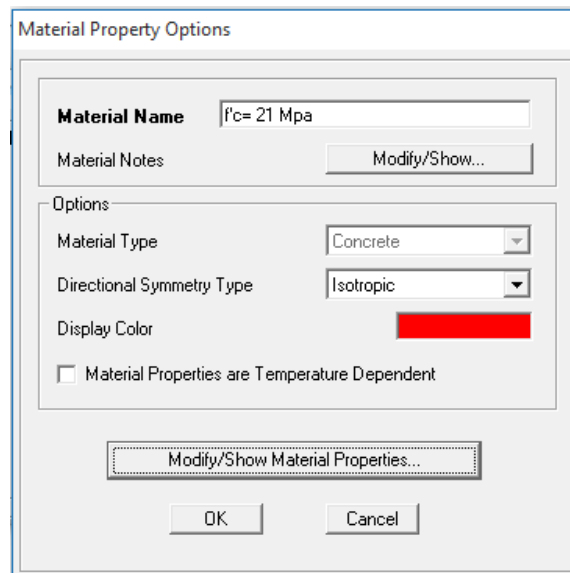 Material Property Options
Material Name f'c= 21 Mpa
Material Notes Modify/Show...
Options
Material Type Concrete
Directional Symmetry Type Isotropic
Display Color
Material Properties are Temperature Dependent
Modify/Show Material Properties...
OK Cancel